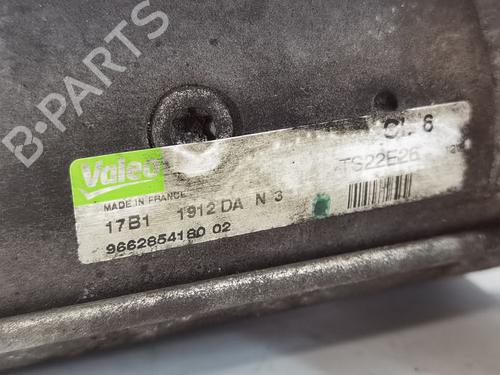 B-PARTS
Cl. 6
Valeo
TS22E26
MADE IN FRANCE
17B1 1912 DA N 3
9662854180 02